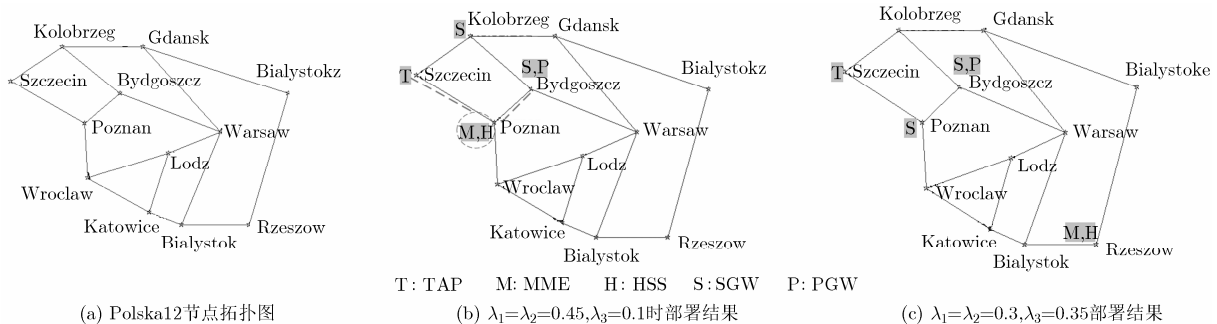 Kolobrzeg
Gdansk
Szczecin
Bydgoszcz
Bialystokz
Poznan
Warsaw
Lodz
Wroclaw
Katowice
Bialystok
Rzeszow
(a) Polska12节点拓扑图
S
Kolobrzeg
Gdansk
T
Szczecin
S,P
Bydgoszcz
Bialystokz
M,H
Poznan
Warsaw
Lodz
Wroclaw
Katowice
Bialystok
Rzeszow
T: TAP M: MME H: HSS S: SGW P: PGW
(b) λ₁=λ₂=0.45,λ₃=0.1时部署结果
Kolobrzeg
Gdansk
T
Szczecin
S,P
Bydgoszcz
Bialystoke
S
Poznan
Warsaw
Lodz
Wroclaw
Katowice
M,H
Bialystok
Rzeszow
(c) λ₁=λ₂=0.3,λ₃=0.35部署结果